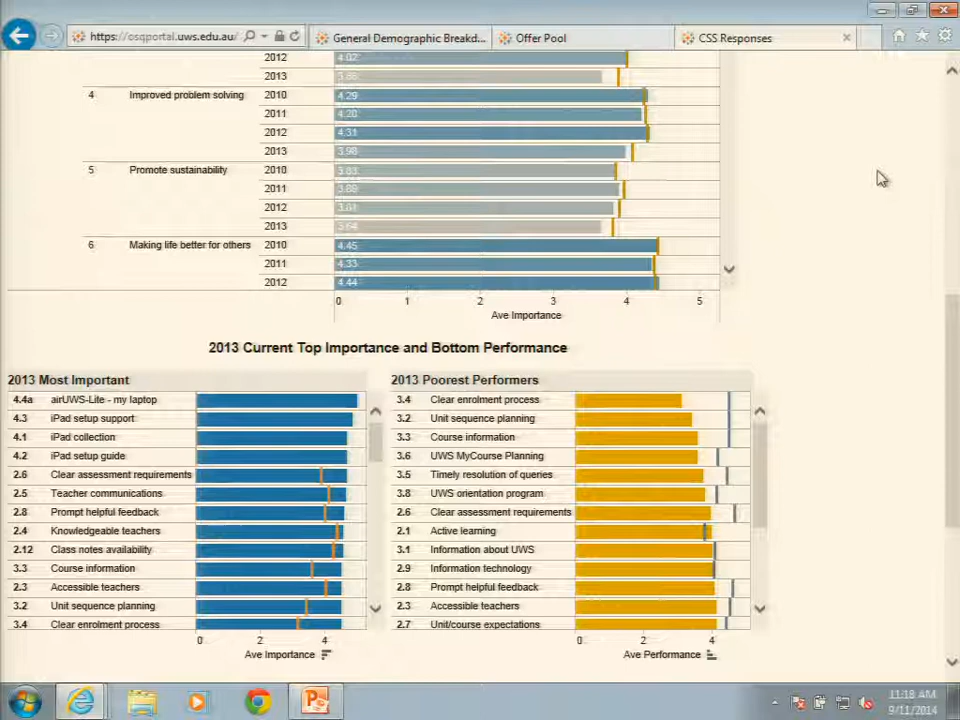 https://osqportal.uws.edu.au/
General Demographic Breakd...
Offer Pool
CSS Responses
2012 4.02
2013
4 Improved problem solving 2010 4.29
2011 4.20
2012 4.31
2013 3.98
5 Promote sustainability 2010 3.83
2011 3.89
2012 3.81
2013 3.64
6 Making life better for others 2010 4.45
2011 4.33
2012 4.44
0 1 2 3 4 5
Ave Importance
2013 Current Top Importance and Bottom Performance
2013 Most Important
4.4a airUWS-Lite - my laptop
4.3 iPad setup support
4.1 iPad collection
4.2 iPad setup guide
2.6 Clear assessment requirements
2.5 Teacher communications
2.8 Prompt helpful feedback
2.4 Knowledgeable teachers
2.12 Class notes availability
3.3 Course information
2.3 Accessible teachers
3.2 Unit sequence planning
3.4 Clear enrolment process
0 2 4
Ave Importance
2013 Poorest Performers
3.4 Clear enrolment process
3.2 Unit sequence planning
3.3 Course information
3.6 UWS MyCourse Planning
3.5 Timely resolution of queries
3.8 UWS orientation program
2.6 Clear assessment requirements
2.1 Active learning
3.1 Information about UWS
2.9 Information technology
2.8 Prompt helpful feedback
2.3 Accessible teachers
2.7 Unit/course expectations
0 2 4
Ave Performance
11:18 AM
9/11/2014